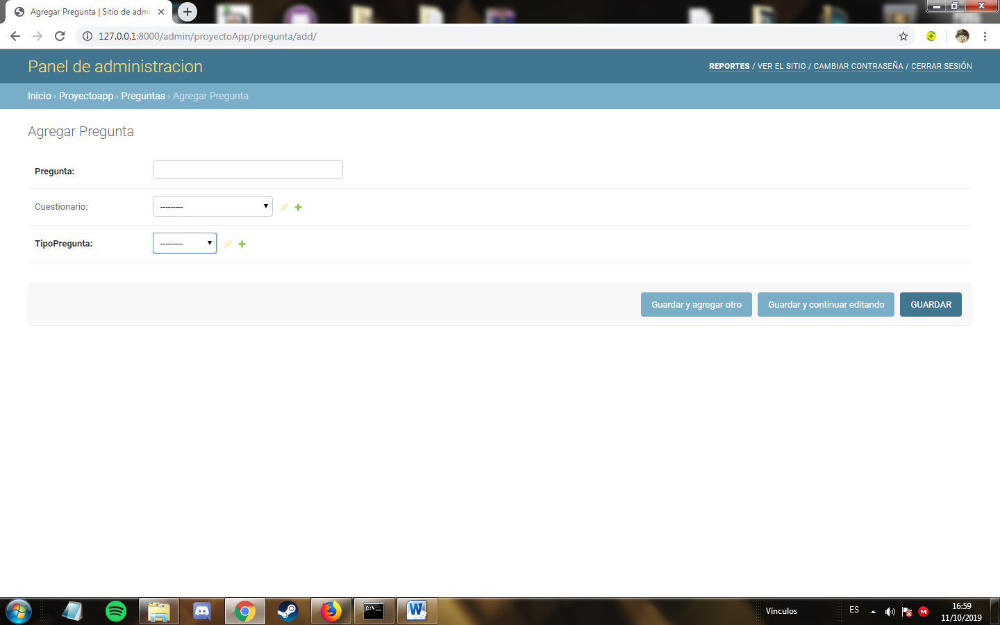 Agregar Pregunta | Sitio de admi
127.0.0.1:8000/admin/proyectoApp/pregunta/add/
Panel de administracion
REPORTES / VER EL SITIO / CAMBIAR CONTRASEÑA / CERRAR SESIÓN
Inicio › Proyectoapp › Preguntas › Agregar Pregunta
Agregar Pregunta
Pregunta:
Cuestionario: ---------
TipoPregunta: ---------
Guardar y agregar otro Guardar y continuar editando GUARDAR
Vínculos
ES
16:59
11/10/2019